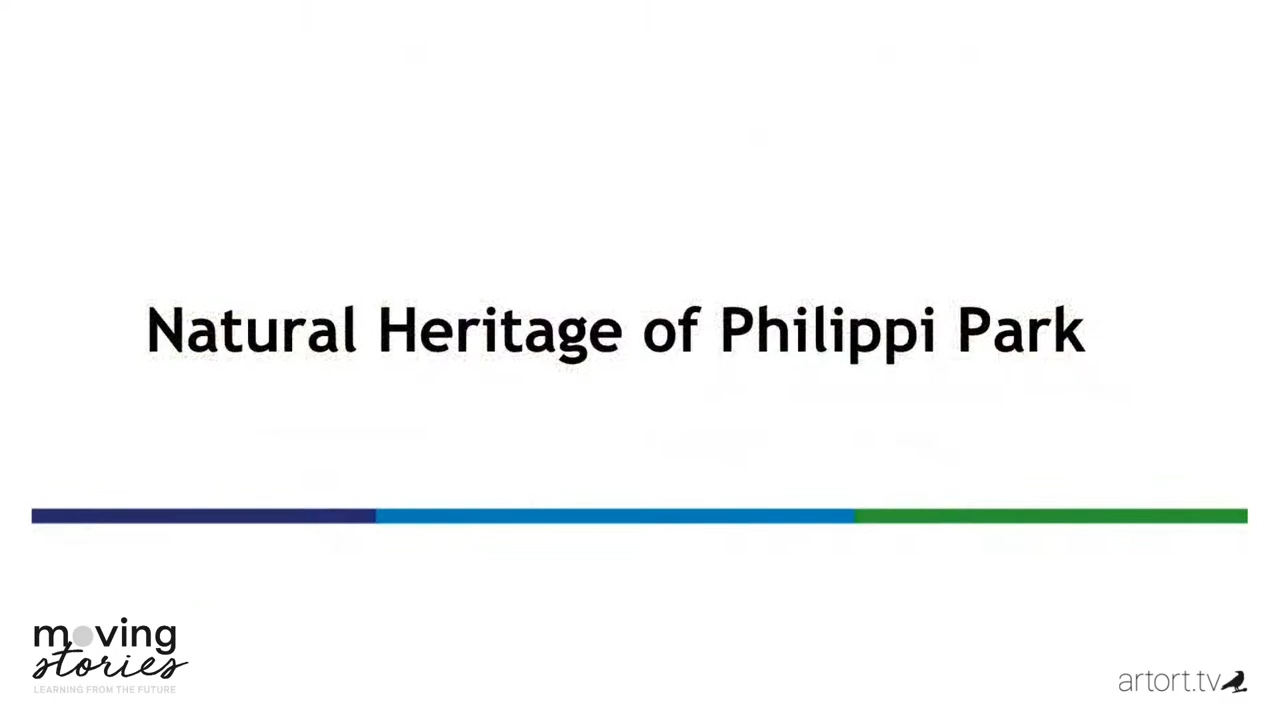 Natural Heritage of Philippi Park
moving
stories
LEARNING FROM THE FUTURE
artort.tv